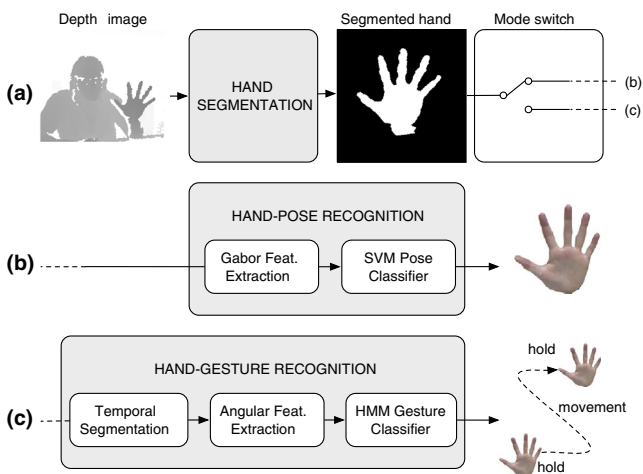 Depth image
Segmented hand
Mode switch
(a)
HAND
SEGMENTATION
(b)
(c)
HAND-POSE RECOGNITION
(b)
Gabor Feat.
Extraction
SVM Pose
Classifier
HAND-GESTURE RECOGNITION
(c)
Temporal
Segmentation
Angular Feat.
Extraction
HMM Gesture
Classifier
hold
movement
hold